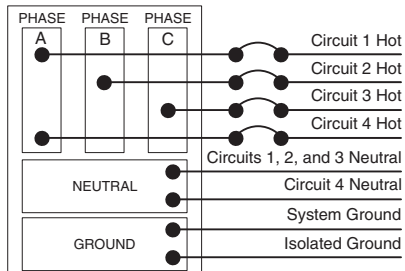 PHASE PHASE PHASE
A B C
Circuit 1 Hot
Circuit 2 Hot
Circuit 3 Hot
Circuit 4 Hot
Circuits 1, 2, and 3 Neutral
NEUTRAL
Circuit 4 Neutral
System Ground
GROUND
Isolated Ground